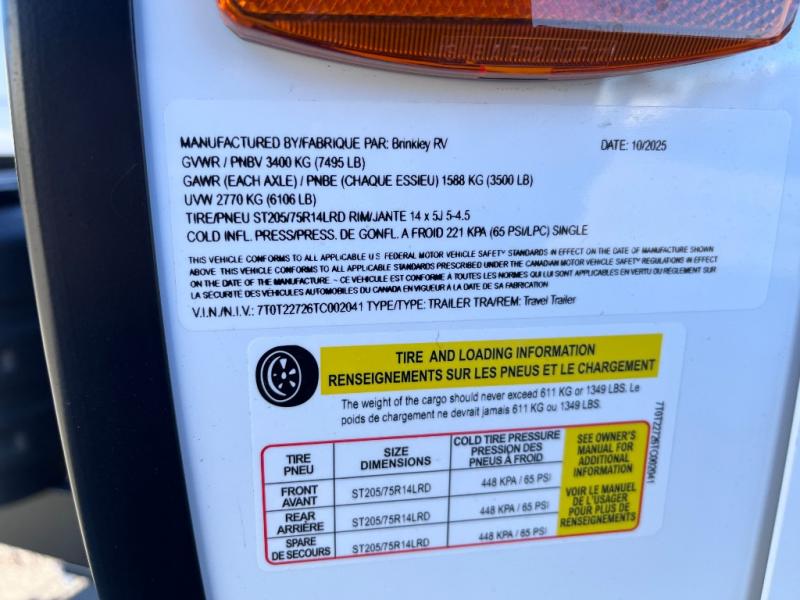 MANUFACTURED BY/FABRIQUE PAR: Brinkley RV DATE: 10/2025
GVWR / PNBV 3400 KG (7495 LB)
GAWR (EACH AXLE) / PNBE (CHAQUE ESSIEU) 1588 KG (3500 LB)
UVW 2770 KG (6106 LB)
TIRE/PNEU ST205/75R14LRD RIM/JANTE 14 x 5J 5-4.5
COLD INFL. PRESS/PRESS. DE GONFL. A FROID 221 KPA (65 PSI/LPC) SINGLE
THIS VEHICLE CONFORMS TO ALL APPLICABLE U.S FEDERAL MOTOR VEHICLE SAFETY STANDARDS IN EFFECT ON THE DATE OF MANUFACTURE SHOWN
ABOVE. THIS VEHICLE CONFORMS TO ALL APPLICABLE STANDARDS PRESCRIBED UNDER THE CANADIAN MOTOR VEHICLE SAFETY REGULATIONS IN EFFECT
ON THE DATE OF THE MANUFACTURE. ~ CE VEHICULE EST CONFORME A TOUTES LES NORMES QUI LUI SONT APPLICABLES EN VERTU DU REGLEMENT SUR
LA SÉCURITÉ DES VEHICULES AUTOMOBILES DU CANADA EN VIGUEUR A LA DATE DE SA FABRICATION
V.I.N./N.I.V.: 7T0T22726TC002041 TYPE/TYPE: TRAILER TRA/REM: Travel Trailer
TIRE AND LOADING INFORMATION
RENSEIGNEMENTS SUR LES PNEUS ET LE CHARGEMENT
The weight of the cargo should never exceed 611 KG or 1349 LBS. Le
poids de chargement ne devrait jamais 611 KG ou 1349 LBS.
TIRE
PNEU
SIZE
DIMENSIONS
COLD TIRE PRESSURE
PRESSION DES
PNEUS À FROID
SEE OWNER'S
MANUAL FOR
ADDITIONAL
INFORMATION
VOIR LE MANUEL
DE L'USAGER
POUR PLUS DE
RENSEIGNEMENTS
FRONT
AVANT
ST205/75R14LRD
448 KPA / 65 PSI
REAR
ARRIÈRE
ST205/75R14LRD
448 KPA / 65 PSI
SPARE
DE SECOURS
ST205/75R14LRD
448 KPA / 65 PSI
7T0T22726TC002041